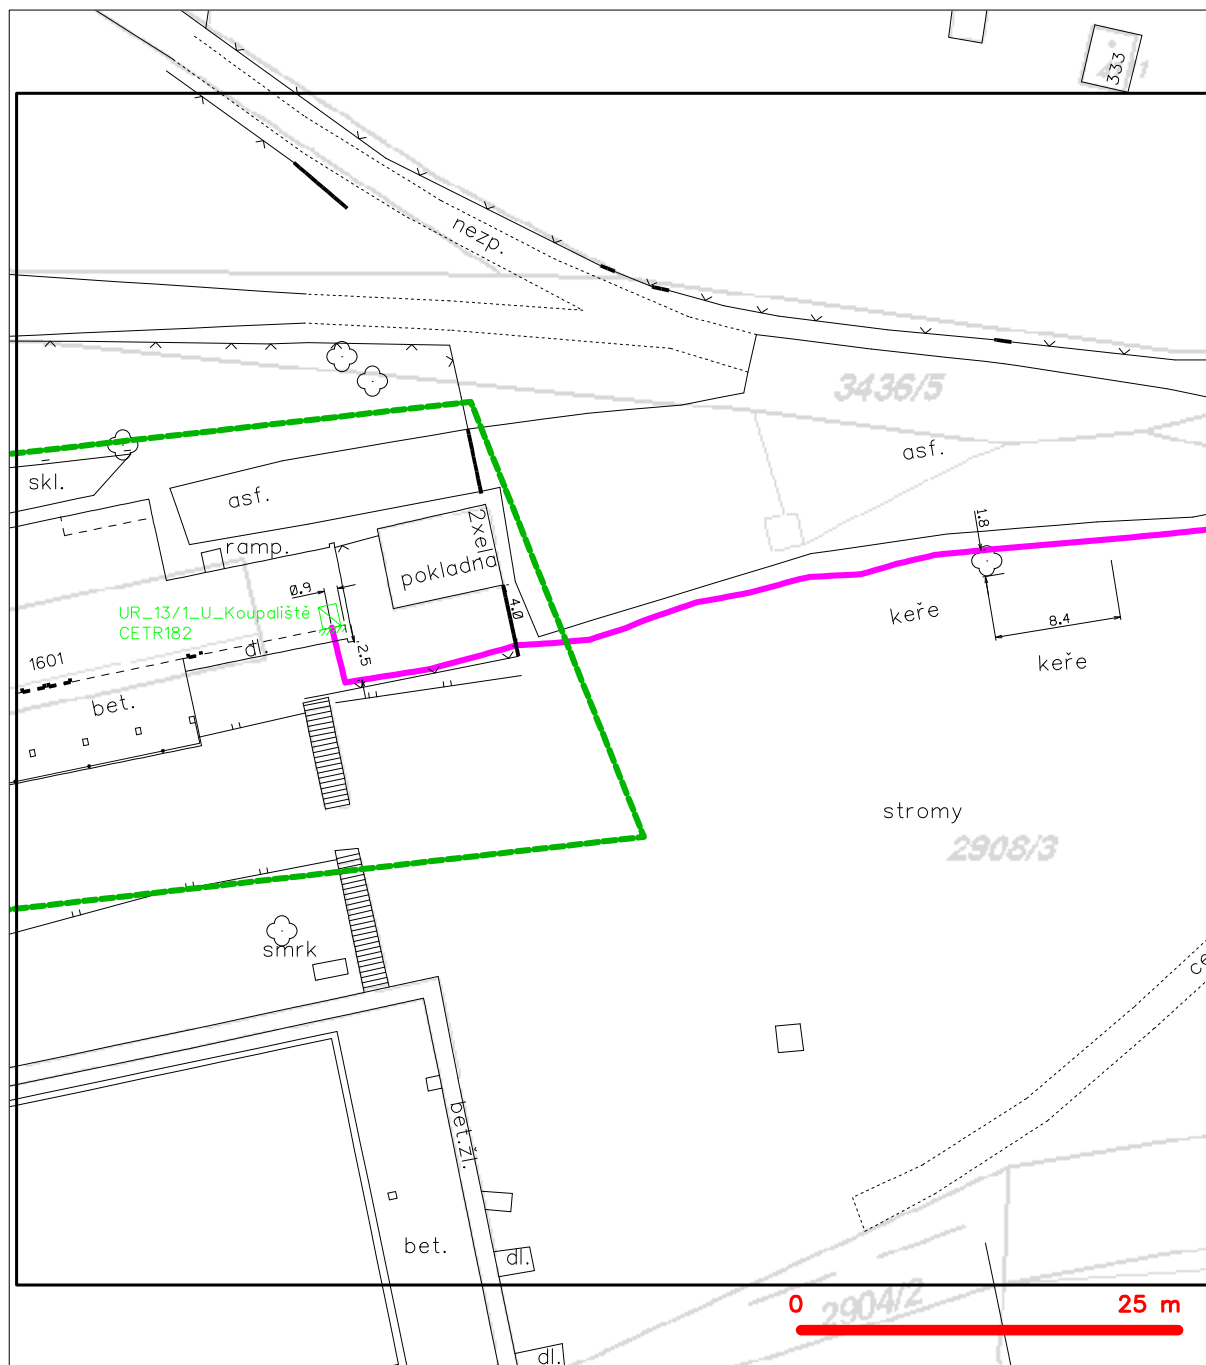 333
nezp.
3436/5
asf.
skl.
asf.
1.8
2xel
ramp.
pokladna
0.9
UR_13/1_U_Koupaliště
CETR182
4.0
keře
8.4
dl.
2.5
1601
keře
bet.
stromy
2908/3
smrk
bet.žl.
bet.
dl.
0
25 m
2904/2
dl.